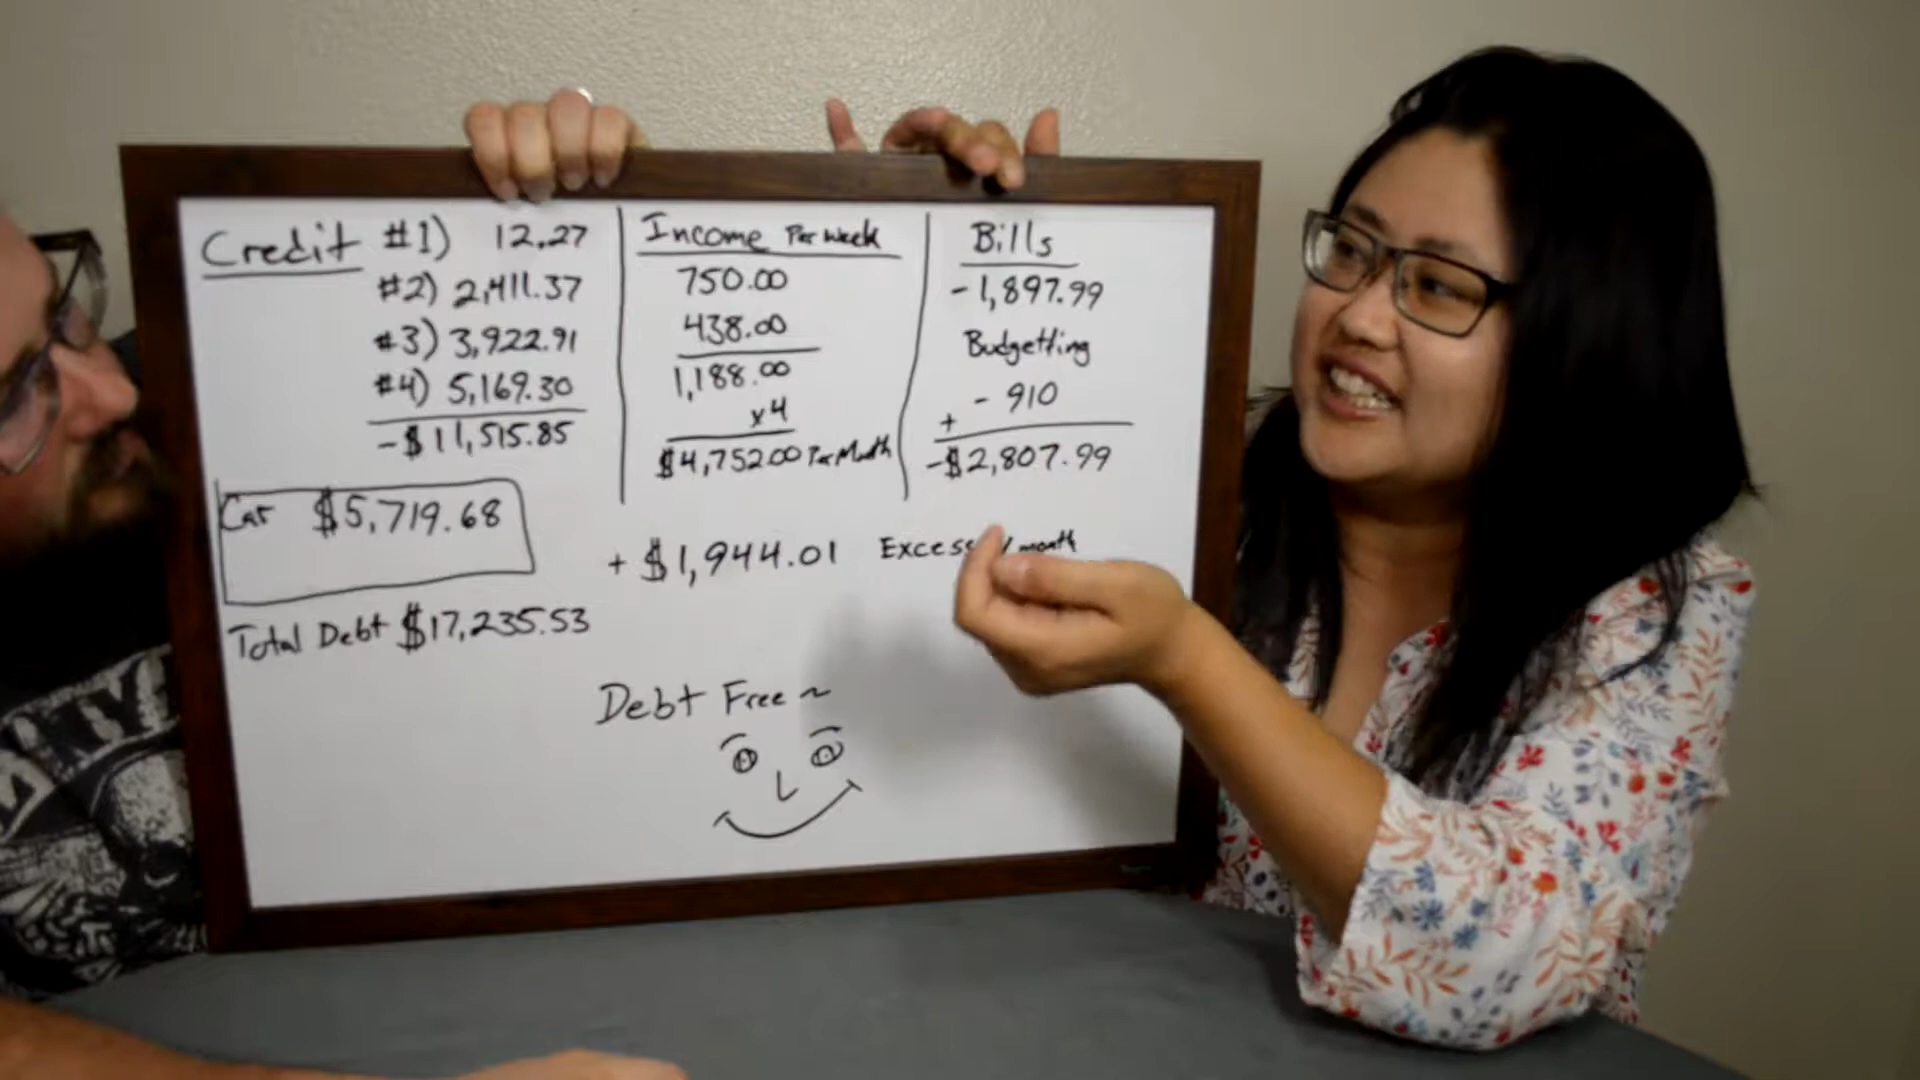 Credit #1) 12.27
#2) 2,411.37
#3) 3,922.91
#4) 5,169.30
-$11,515.85
Car $5,719.68
Total Debt $17,235.53
Income Per week
750.00
438.00
1,188.00
x4
$4,752.00 Per Month
Bills
-1,897.99
Budgetting
- 910
+
-$2,807.99
+ $1,944.01 Excess / month
Debt Free ~